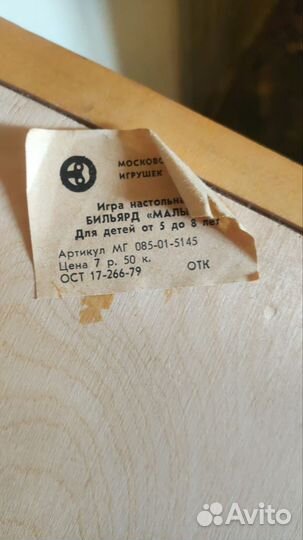 МОСКОВС
ИГРУШЕК
Игра настольна
БИЛЬЯРД «МАЛЫ
Для детей от 5 до 8 лет
Артикул МГ 085-01-5145
Цена 7 р. 50 к.
ОСТ 17-266-79 ОТК
Avito